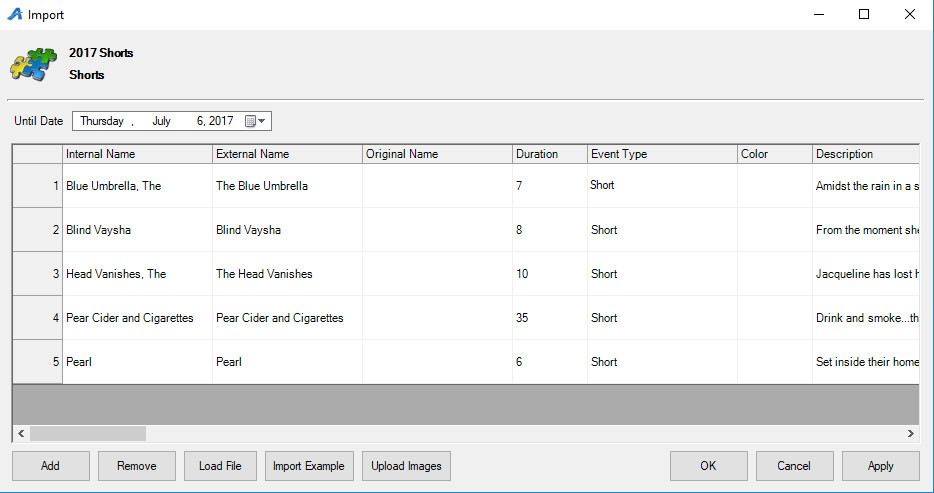 Import
2017 Shorts
Shorts
Until Date Thursday , July 6, 2017
Internal Name External Name Original Name Duration Event Type Color Description
1 Blue Umbrella, The The Blue Umbrella 7 Short Amidst the rain in a s
2 Blind Vaysha Blind Vaysha 8 Short From the moment she
3 Head Vanishes, The The Head Vanishes 10 Short Jacqueline has lost h
4 Pear Cider and Cigarettes Pear Cider and Cigarettes 35 Short Drink and smoke...th
5 Pearl Pearl 6 Short Set inside their home
Add Remove Load File Import Example Upload Images OK Cancel Apply